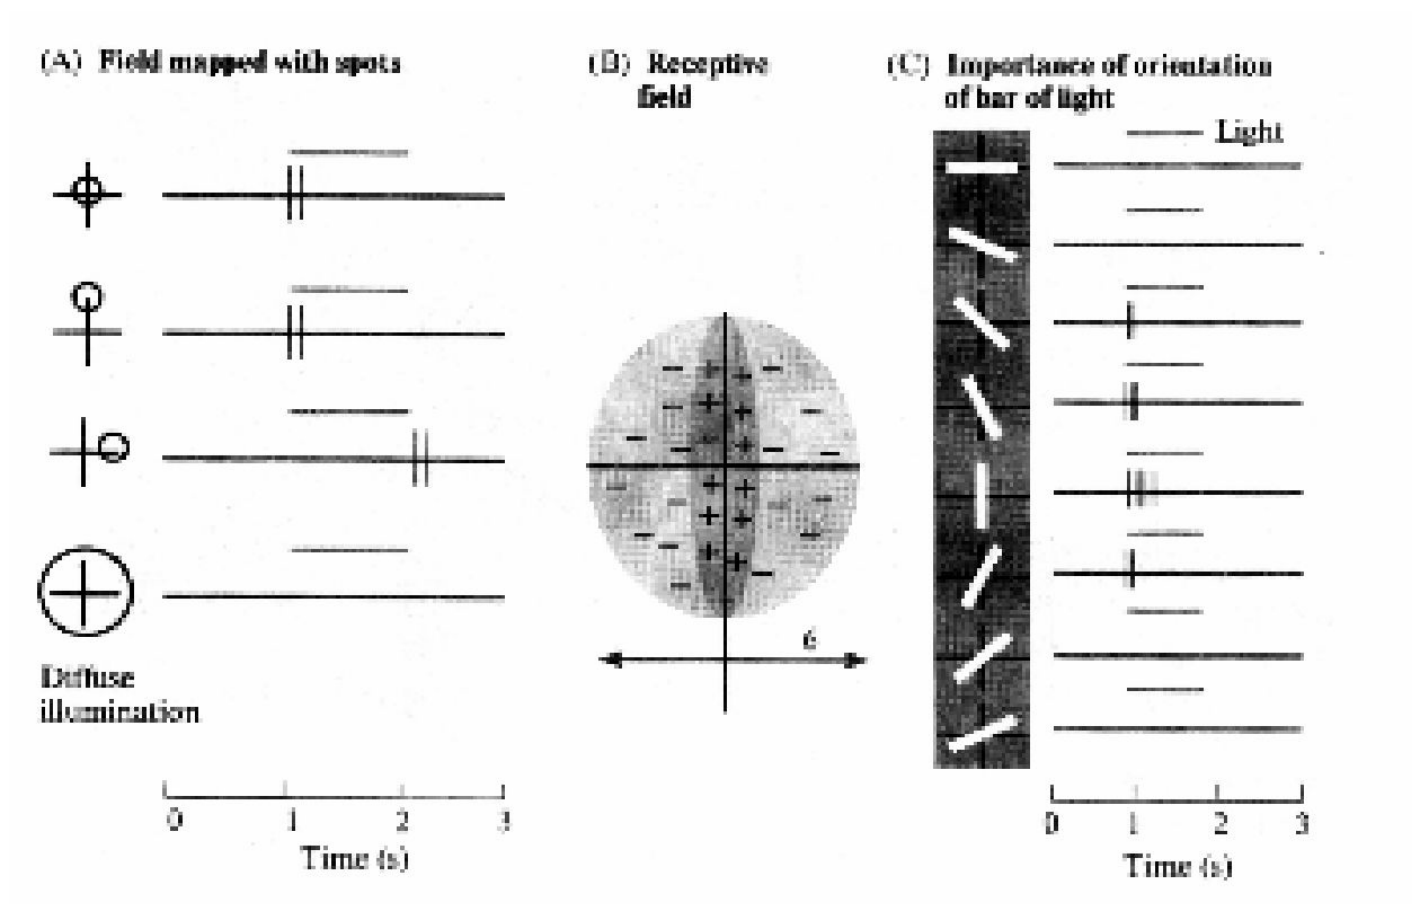 (A) Field mapped with spots
(B) Receptive
field
(C) Importance of orientation
of bar of light
Light
6
Diffuse
illumination
0 1 2 3
Time (s)
0 1 2 3
Time (s)